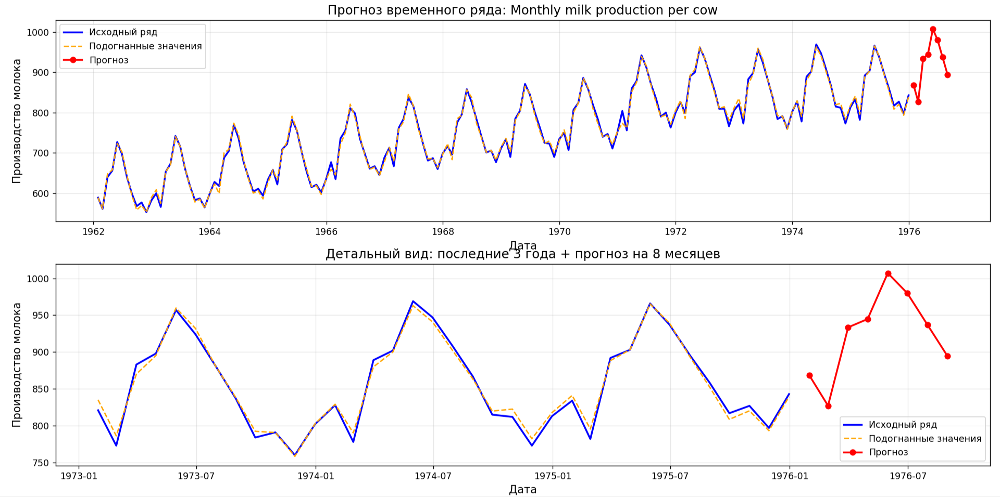 Прогноз временного ряда: Monthly milk production per cow
Производство молока
1000
900
800
700
600
Исходный ряд
Подогнанные значения
Прогноз
1962
1964
1966
1968
1970
1972
1974
1976
Дата
Детальный вид: последние 3 года + прогноз на 8 месяцев
Производство молока
1000
950
900
850
800
750
Исходный ряд
Подогнанные значения
Прогноз
1973-01
1973-07
1974-01
1974-07
1975-01
1975-07
1976-01
1976-07
Дата